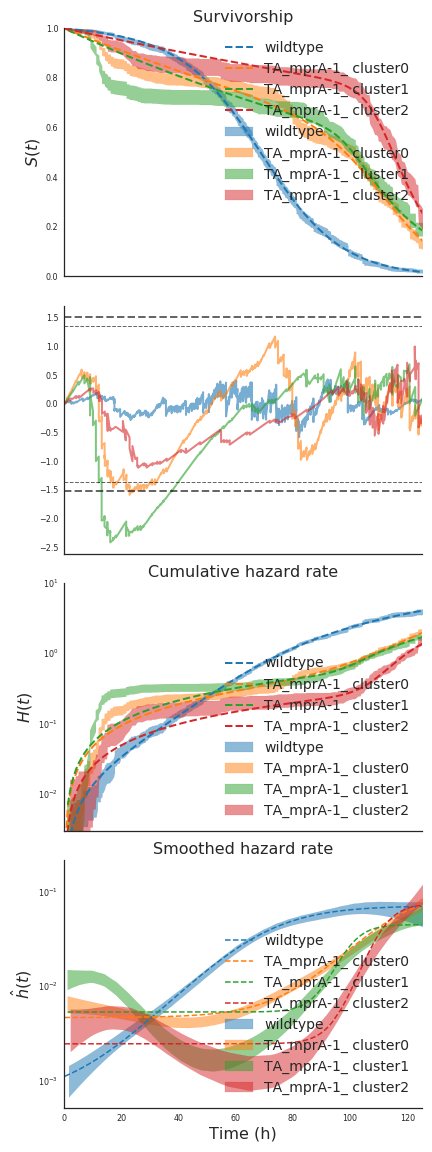 Survivorship
1.0
0.8
0.6
0.4
0.2
0.0
S(t)
wildtype
TA_mprA-1_ cluster0
TA_mprA-1_ cluster1
TA_mprA-1_ cluster2
wildtype
TA_mprA-1_ cluster0
TA_mprA-1_ cluster1
TA_mprA-1_ cluster2
1.5
1.0
0.5
0.0
−0.5
−1.0
−1.5
−2.0
−2.5
Cumulative hazard rate
10¹
10⁰
10⁻¹
10⁻²
H(t)
wildtype
TA_mprA-1_ cluster0
TA_mprA-1_ cluster1
TA_mprA-1_ cluster2
wildtype
TA_mprA-1_ cluster0
TA_mprA-1_ cluster1
TA_mprA-1_ cluster2
Smoothed hazard rate
10⁻¹
10⁻²
10⁻³
ĥ(t)
wildtype
TA_mprA-1_ cluster0
TA_mprA-1_ cluster1
TA_mprA-1_ cluster2
wildtype
TA_mprA-1_ cluster0
TA_mprA-1_ cluster1
TA_mprA-1_ cluster2
0 20 40 60 80 100 120
Time (h)